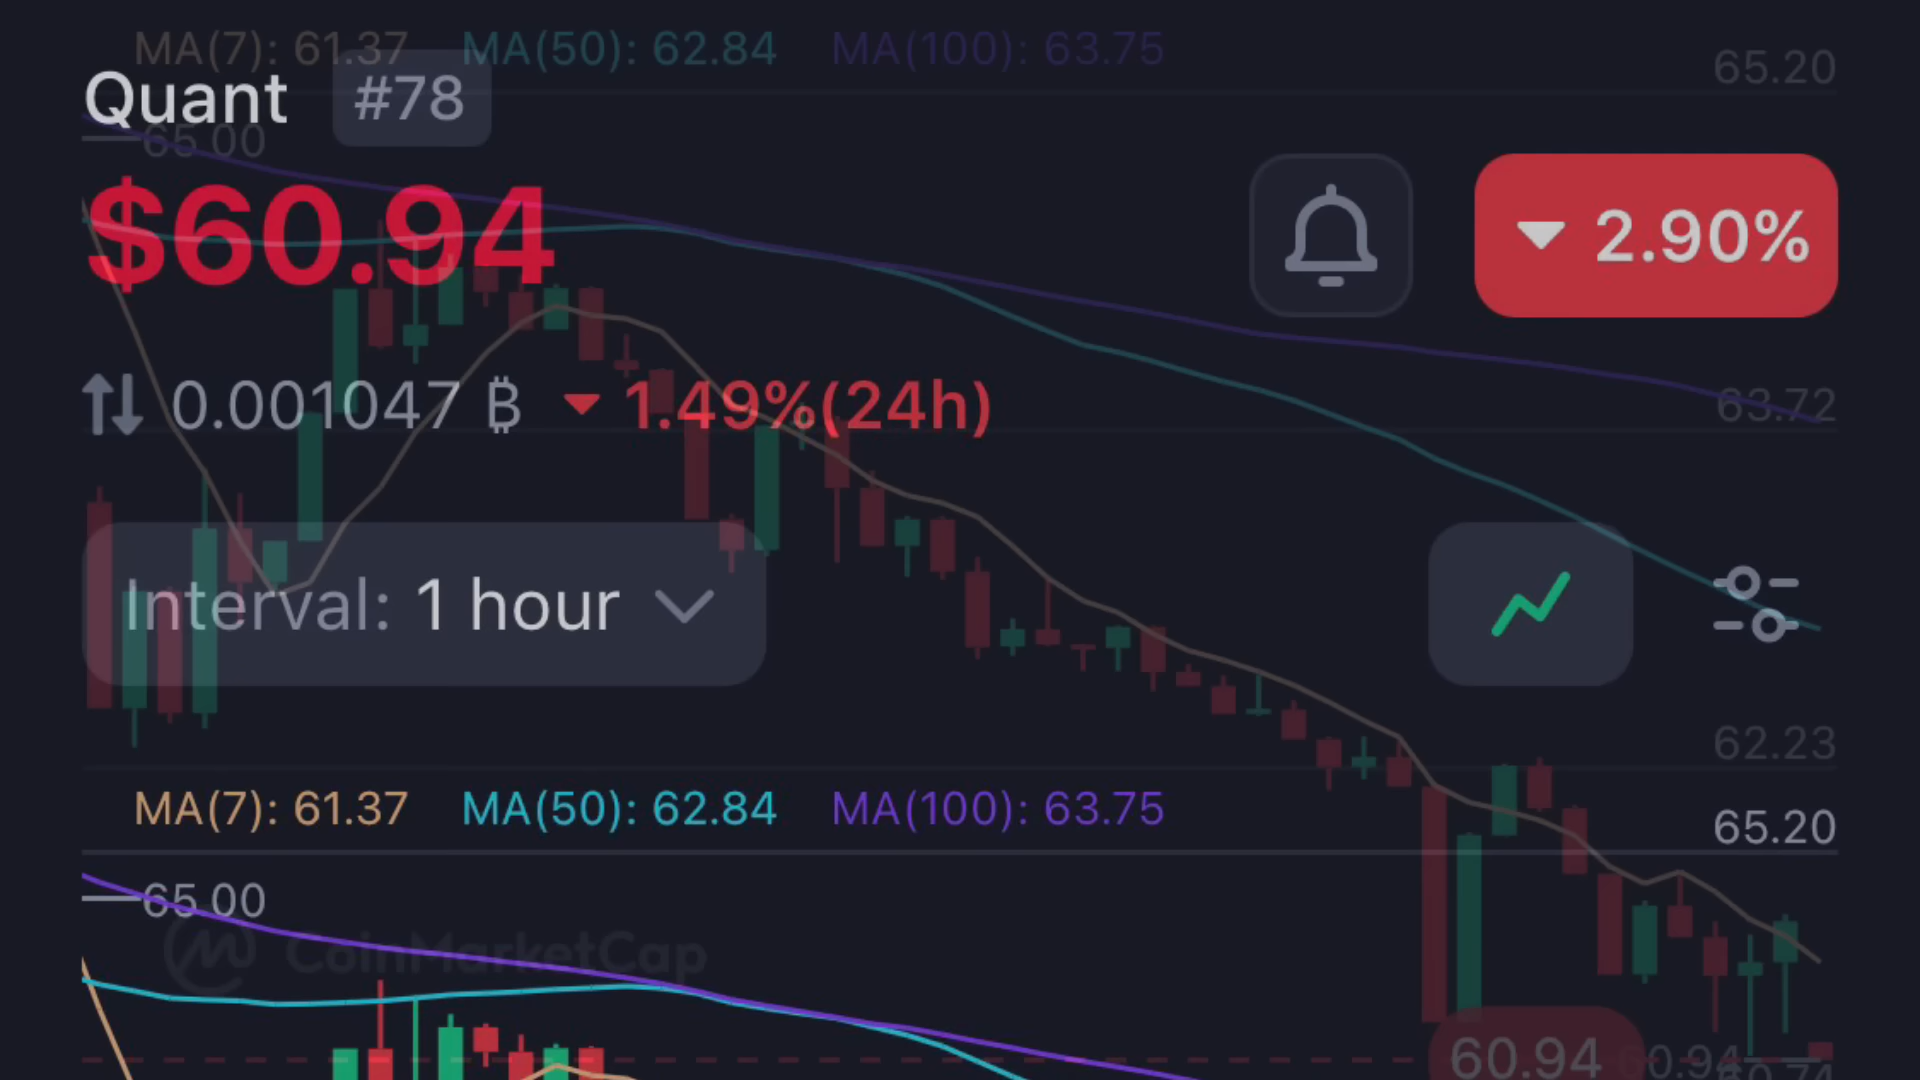 MA(7): 61.37 MA(50): 62.84 MA(100): 63.75
65.20
Quant #78
65.00
$60.94
2.90%
0.001047 ₿ 1.49%(24h)
63.72
Interval: 1 hour
62.23
MA(7): 61.37 MA(50): 62.84 MA(100): 63.75
65.20
65.00
CoinMarketCap
60.94 60.94